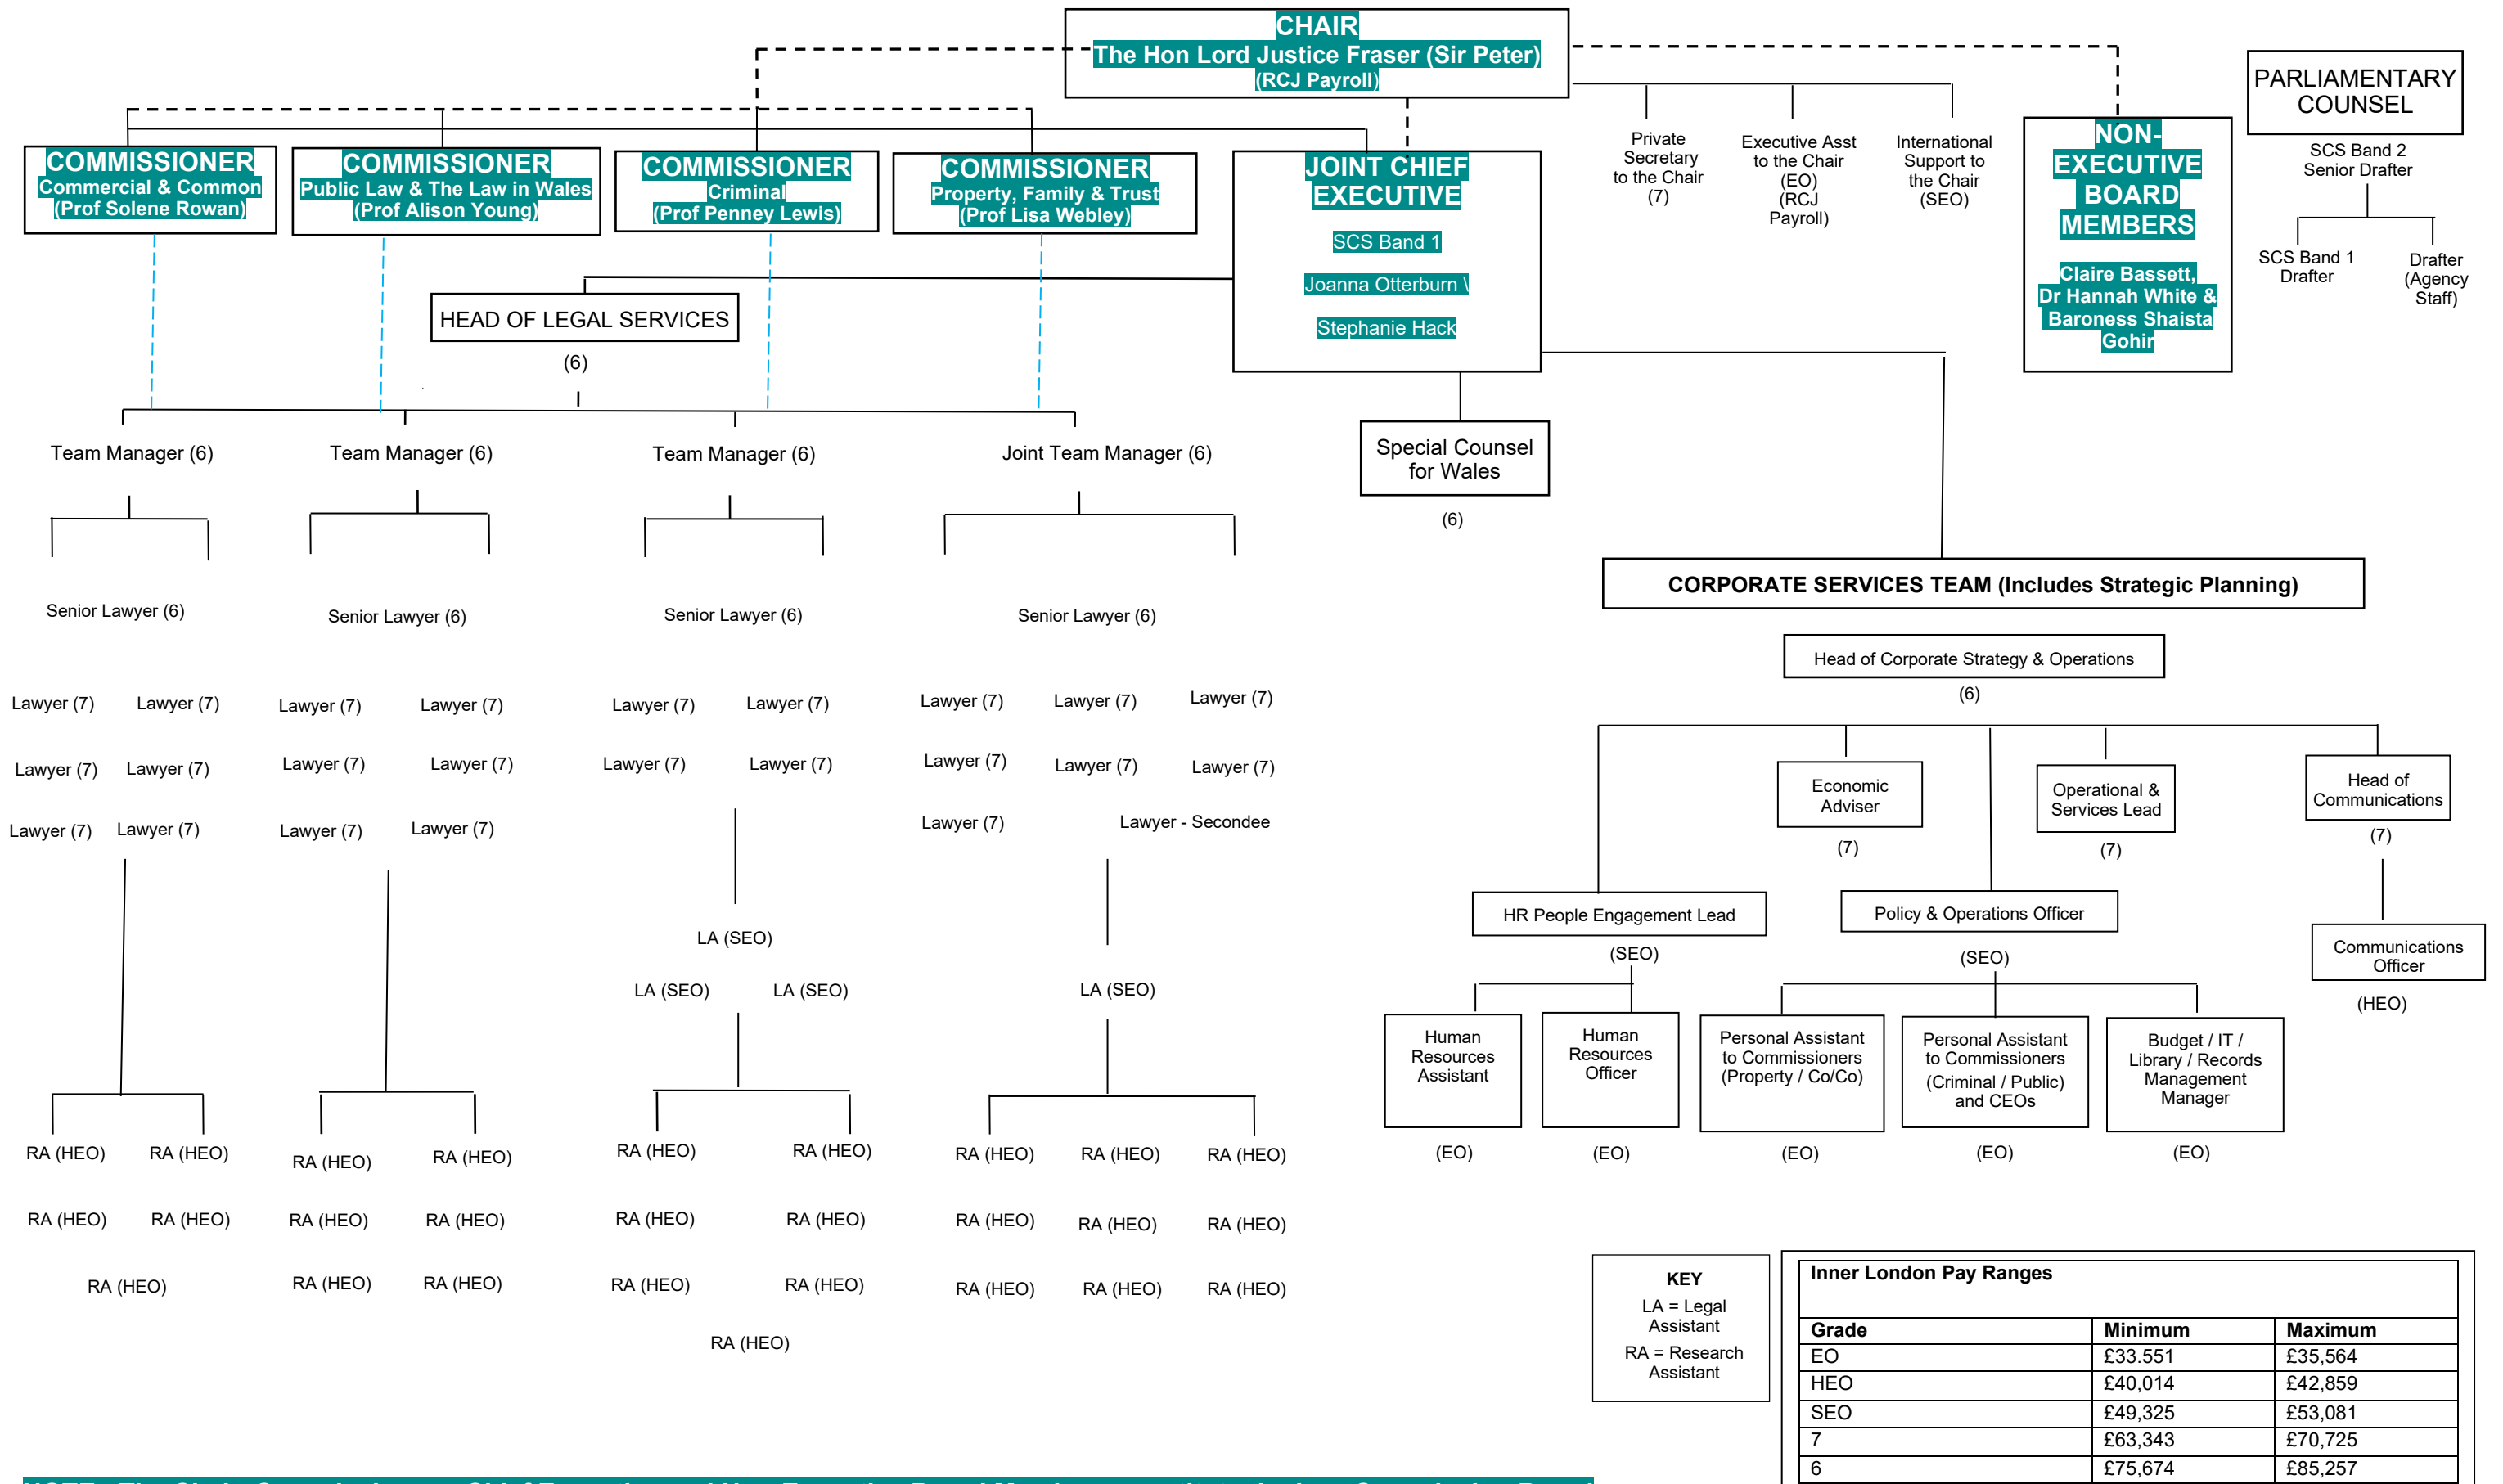 CHAIR
The Hon Lord Justice Fraser (Sir Peter)
(RCJ Payroll)
PARLIAMENTARY
COUNSEL
SCS Band 2
Senior Drafter
SCS Band 1
Drafter
Drafter
(Agency
Staff)
Private
Secretary
to the Chair
(7)
Executive Asst
to the Chair
(EO)
(RCJ
Payroll)
International
Support to
the Chair
(SEO)
NON-
EXECUTIVE
BOARD
MEMBERS
Claire Bassett,
Dr Hannah White &
Baroness Shaista
Gohir
COMMISSIONER
Commercial & Common
(Prof Solene Rowan)
COMMISSIONER
Public Law & The Law in Wales
(Prof Alison Young)
COMMISSIONER
Criminal
(Prof Penney Lewis)
COMMISSIONER
Property, Family & Trust
(Prof Lisa Webley)
JOINT CHIEF
EXECUTIVE
SCS Band 1
Joanna Otterburn \
Stephanie Hack
HEAD OF LEGAL SERVICES
(6)
Special Counsel
for Wales
(6)
Team Manager (6)
Team Manager (6)
Team Manager (6)
Joint Team Manager (6)
Senior Lawyer (6)
Senior Lawyer (6)
Senior Lawyer (6)
Senior Lawyer (6)
Lawyer (7) Lawyer (7)
Lawyer (7) Lawyer (7)
Lawyer (7) Lawyer (7)
Lawyer (7) Lawyer (7) Lawyer (7)
Lawyer (7) Lawyer (7)
Lawyer (7) Lawyer (7)
Lawyer (7) Lawyer (7)
Lawyer (7) Lawyer (7) Lawyer (7)
Lawyer (7) Lawyer (7)
Lawyer (7) Lawyer (7)
Lawyer (7) Lawyer - Secondee
LA (SEO)
LA (SEO) LA (SEO)
LA (SEO)
RA (HEO) RA (HEO)
RA (HEO) RA (HEO)
RA (HEO) RA (HEO)
RA (HEO) RA (HEO) RA (HEO)
RA (HEO) RA (HEO)
RA (HEO) RA (HEO)
RA (HEO) RA (HEO)
RA (HEO) RA (HEO) RA (HEO)
RA (HEO)
RA (HEO) RA (HEO)
RA (HEO) RA (HEO)
RA (HEO) RA (HEO) RA (HEO)
RA (HEO)
CORPORATE SERVICES TEAM (Includes Strategic Planning)
Head of Corporate Strategy & Operations
(6)
Economic
Adviser
(7)
Operational &
Services Lead
(7)
Head of
Communications
(7)
HR People Engagement Lead
(SEO)
Policy & Operations Officer
(SEO)
Communications
Officer
(HEO)
Human
Resources
Assistant
(EO)
Human
Resources
Officer
(EO)
Personal Assistant
to Commissioners
(Property / Co/Co)
(EO)
Personal Assistant
to Commissioners
(Criminal / Public)
and CEOs
(EO)
Budget / IT /
Library / Records
Management
Manager
(EO)
KEY
LA = Legal
Assistant
RA = Research
Assistant
Inner London Pay Ranges
Grade Minimum Maximum
EO £33.551 £35,564
HEO £40,014 £42,859
SEO £49,325 £53,081
7 £63,343 £70,725
6 £75,674 £85,257